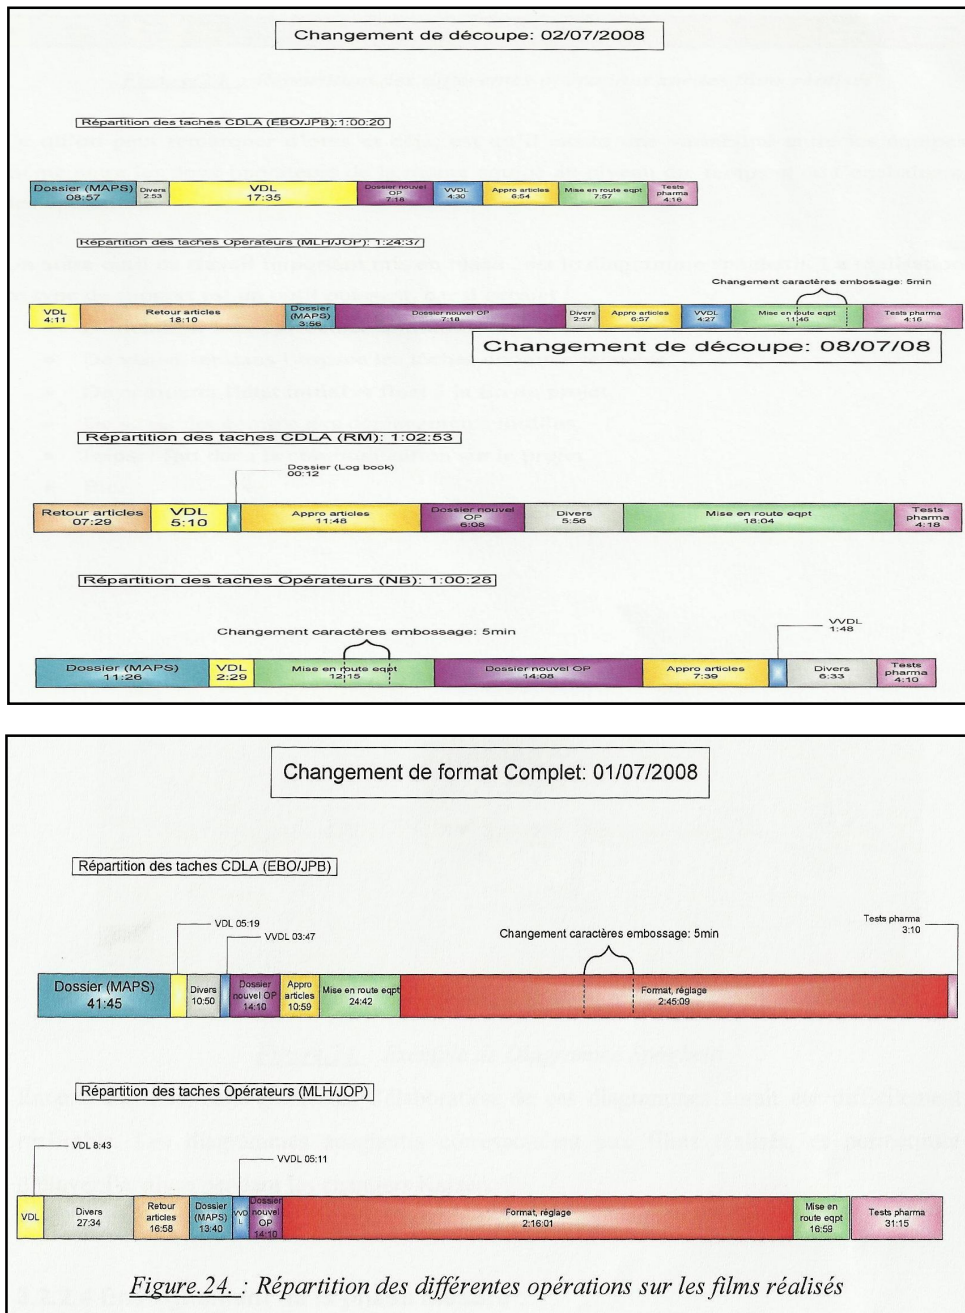 Changement de découpe: 02/07/2008
Répartition des taches CDLA (EBO/JPB):1:00:20
Dossier (MAPS)
08:57
Divers
2:53
VDL
17:35
Dossier nouvel
OP
7:18
VVDL
4:30
Appro articles
6:54
Mise en route eqpt
7:57
Tests
pharma
4:16
Répartition des taches Opérateurs (MLH/JOP): 1:24:37
Changement caractères embossage: 5min
VDL
4:11
Retour articles
18:10
Dossier
(MAPS)
3:56
Dossier nouvel OP
7:18
Divers
2:57
Appro articles
6:57
VVDL
4:27
Mise en route eqpt
11:46
Tests pharma
4:16
Changement de découpe: 08/07/08
Répartition des taches CDLA (RM): 1:02:53
Dossier (Log book)
00:12
Retour articles
07:29
VDL
5:10
Appro articles
11:48
Dossier nouvel
OP
6:08
Divers
5:56
Mise en route eqpt
18:04
Tests
pharma
4:18
Répartition des taches Opérateurs (NB): 1:00:28
Changement caractères embossage: 5min
VVDL
1:48
Dossier (MAPS)
11:26
VDL
2:29
Mise en route eqpt
12:15
Dossier nouvel OP
14:08
Appro articles
7:39
Divers
6:33
Tests
pharma
4:10
Changement de format Complet: 01/07/2008
Répartition des taches CDLA (EBO/JPB)
VDL 05:19
VVDL 03:47
Changement caractères embossage: 5min
Tests pharma
3:10
Dossier (MAPS)
41:45
Divers
10:50
Dossier
nouvel OP
14:10
Appro
articles
10:59
Mise en route eqpt
24:42
Format, réglage
2:45:09
Répartition des taches Opérateurs (MLH/JOP)
VDL 8:43
VVDL 05:11
VDL
Divers
27:34
Retour
articles
16:58
Dossier
(MAPS)
13:40
VVD
L
Dossier
nouvel
OP
14:10
Format, réglage
2:16:01
Mise en
route eqpt
16:59
Tests pharma
31:15
Figure.24. : Répartition des différentes opérations sur les films réalisés